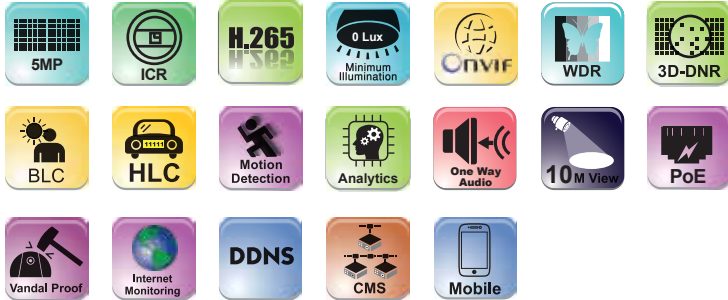 5MP
ICR
H.265
0 Lux
Minimum
Illumination
ONVIF
WDR
3D-DNR
BLC
HLC
Motion
Detection
Analytics
One Way
Audio
10M View
PoE
Vandal Proof
Internet
Monitoring
DDNS
CMS
Mobile